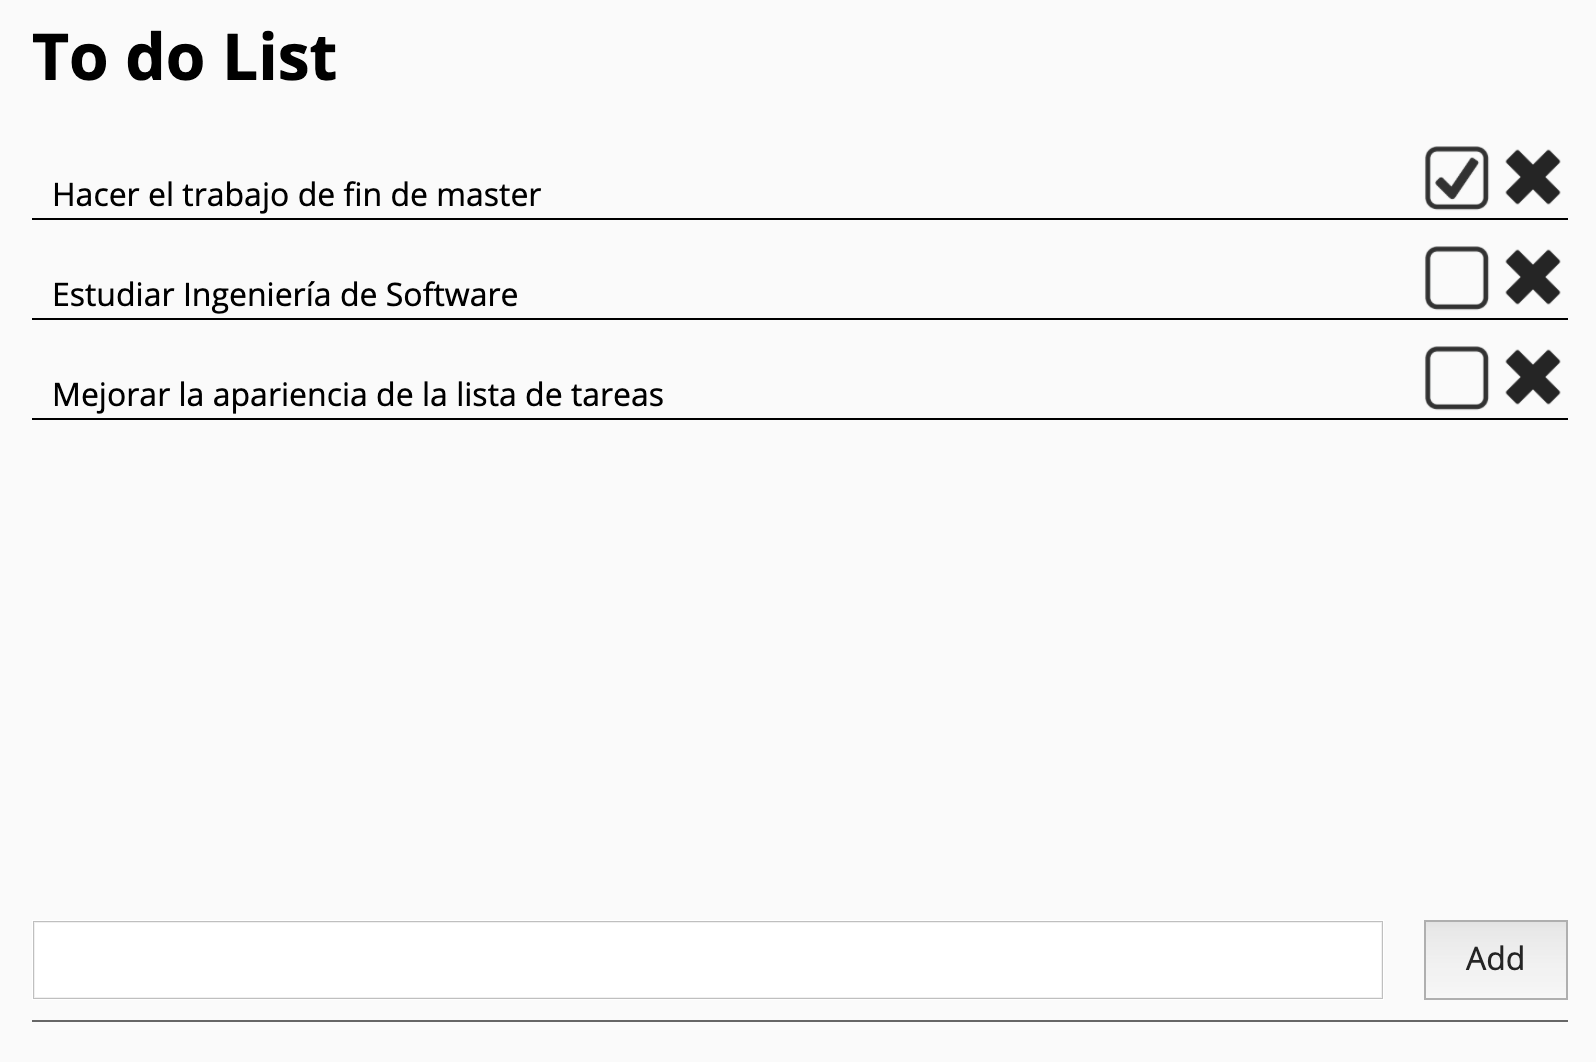 To do List
Hacer el trabajo de fin de master
Estudiar Ingeniería de Software
Mejorar la apariencia de la lista de tareas
Add